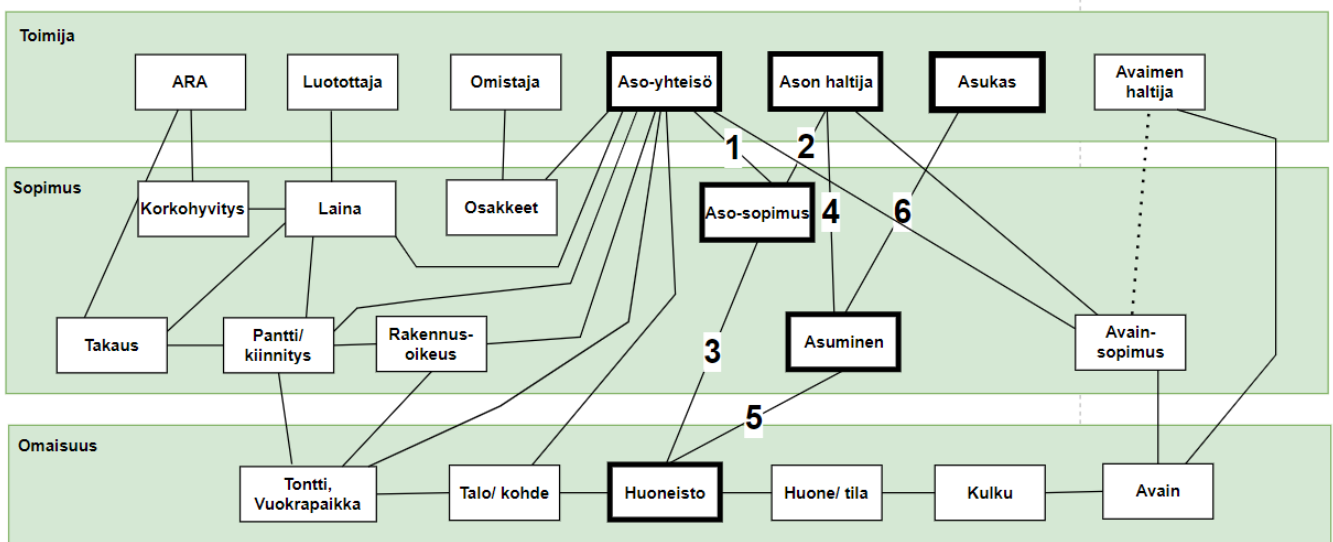 Toimija
ARA
Luotottaja
Omistaja
Aso-yhteisö
Ason haltija
Asukas
Avaimen
haltija
1
2
Sopimus
Korkohyvitys
Laina
Osakkeet
Aso-sopimus
4
6
Takaus
Pantti/
kiinnitys
Rakennus-
oikeus
3
Asuminen
Avain-
sopimus
5
Omaisuus
Tontti,
Vuokrapaikka
Talo/ kohde
Huoneisto
Huone/ tila
Kulku
Avain